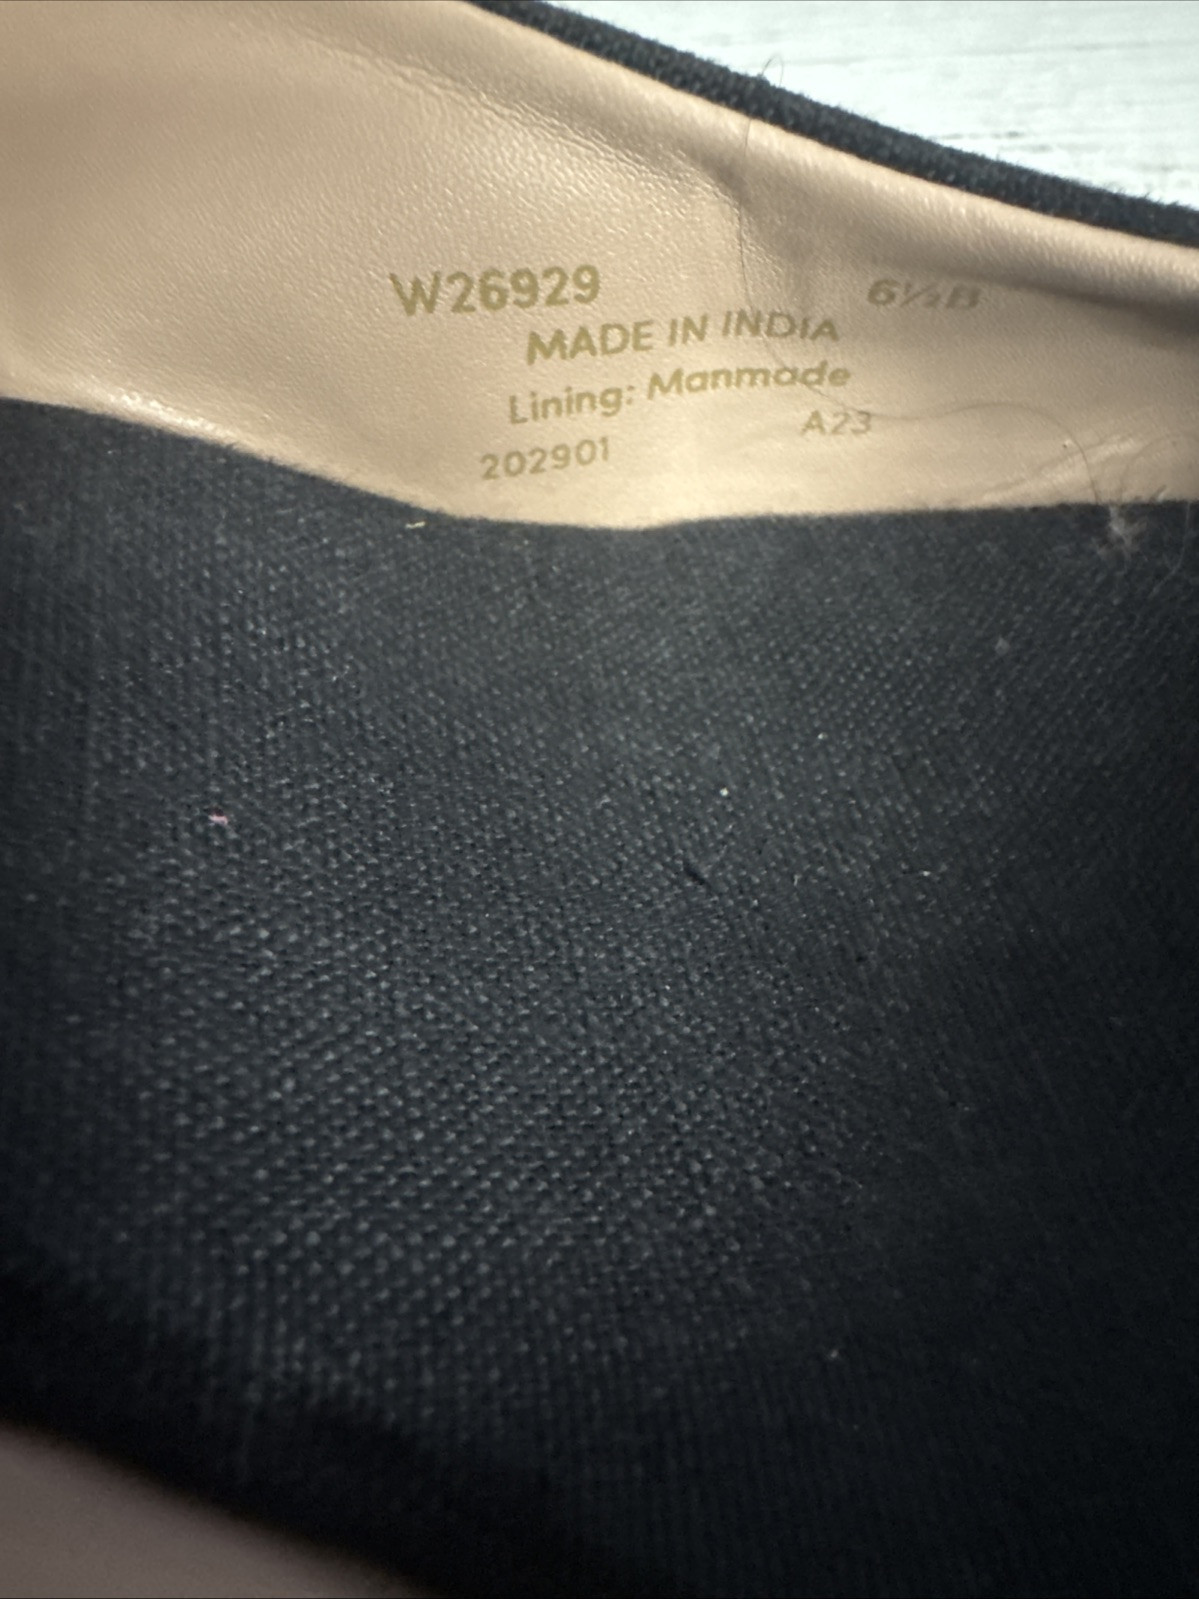 W26929 6½B
MADE IN INDIA
Lining: Manmade
202901 A23